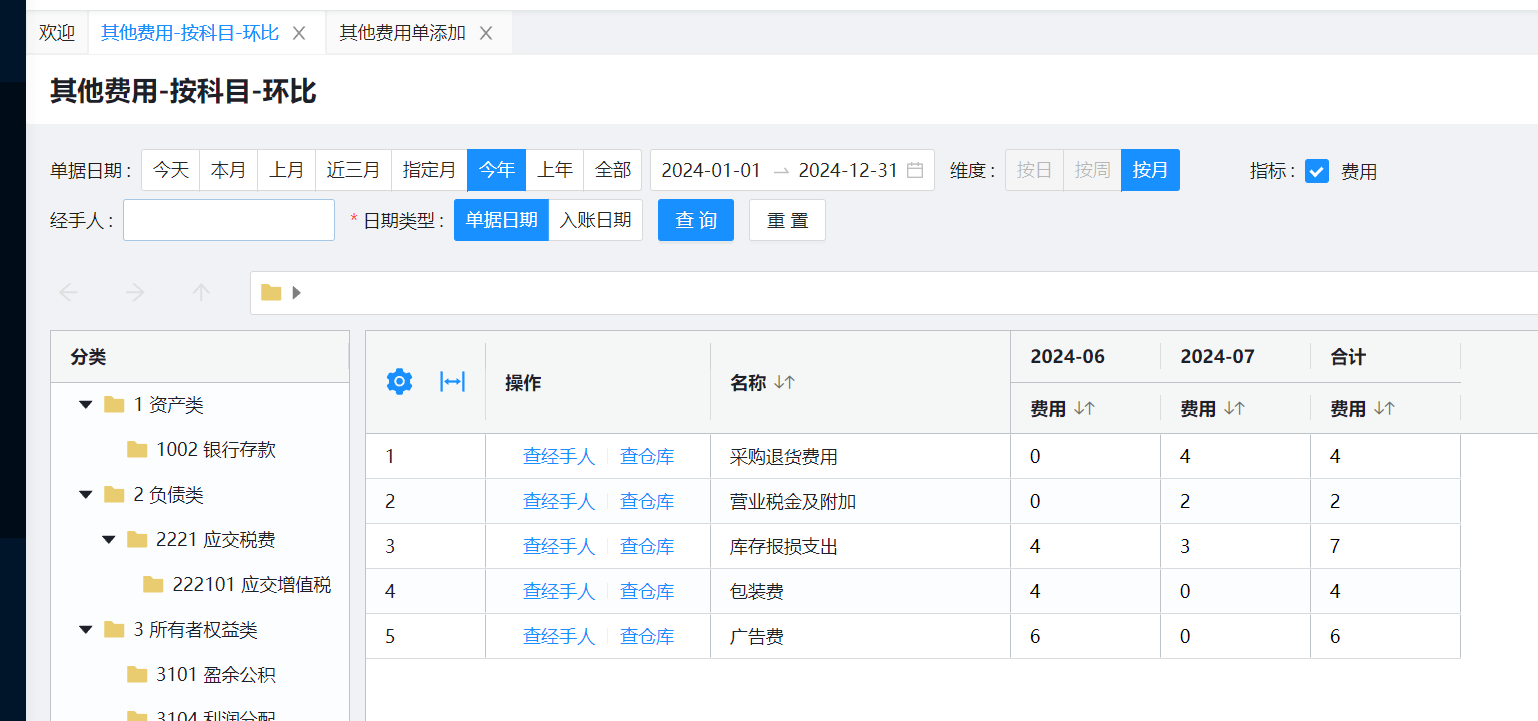 欢迎 其他费用-按科目-环比 其他费用单添加
其他费用-按科目-环比
单据日期 : 今天 本月 上月 近三月 指定月 今年 上年 全部 2024-01-01 → 2024-12-31 维度 : 按日 按周 按月 指标 : 费用
经手人 : * 日期类型 : 单据日期 入账日期 查 询 重 置
分类
1 资产类
1002 银行存款
2 负债类
2221 应交税费
222101 应交增值税
3 所有者权益类
3101 盈余公积
3104 利润分配
操作 名称 2024-06 2024-07 合计
费用 费用 费用
1 查经手人 查仓库 采购退货费用 0 4 4
2 查经手人 查仓库 营业税金及附加 0 2 2
3 查经手人 查仓库 库存报损支出 4 3 7
4 查经手人 查仓库 包装费 4 0 4
5 查经手人 查仓库 广告费 6 0 6